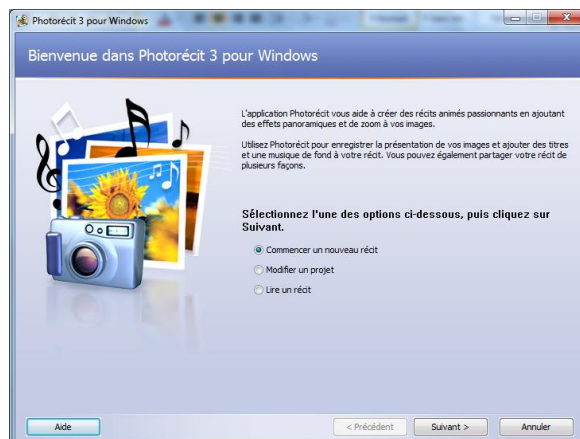 Photorécit 3 pour Windows
Bienvenue dans Photorécit 3 pour Windows
L'application Photorécit vous aide à créer des récits animés passionnants en ajoutant
des effets panoramiques et de zoom à vos images.
Utilisez Photorécit pour enregistrer la présentation de vos images et ajouter des titres
et une musique de fond à votre récit. Vous pouvez également partager votre récit de
plusieurs façons.
Sélectionnez l'une des options ci-dessous, puis cliquez sur
Suivant.
Commencer un nouveau récit
Modifier un projet
Lire un récit
Aide
< Précédent
Suivant >
Annuler